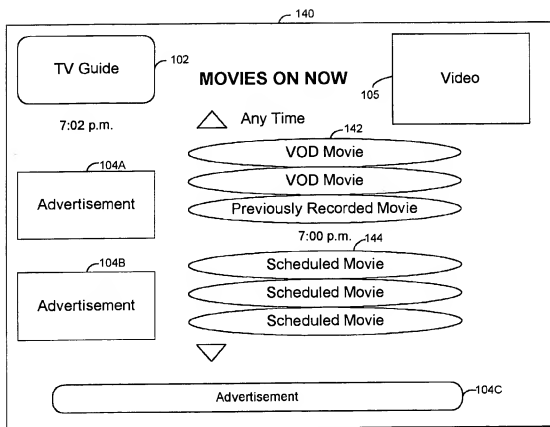 140
TV Guide
102
MOVIES ON NOW
105
Video
7:02 p.m.
Any Time
142
VOD Movie
VOD Movie
Previously Recorded Movie
104A
Advertisement
7:00 p.m.
144
104B
Advertisement
Scheduled Movie
Scheduled Movie
Scheduled Movie
Advertisement
104C